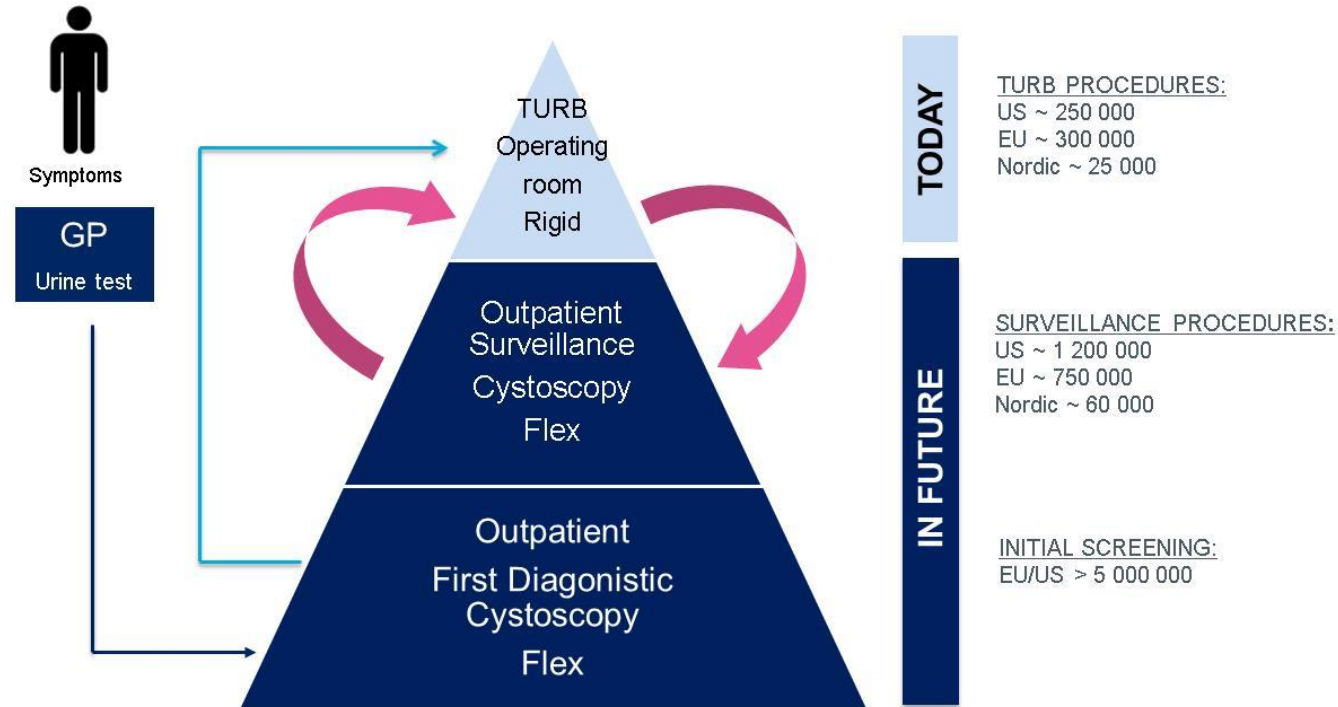 Symptoms
GP
Urine test
TURB
Operating
room
Rigid
Outpatient
Surveillance
Cystoscopy
Flex
Outpatient
First Diagonistic
Cystoscopy
Flex
TODAY
IN FUTURE
TURB PROCEDURES:
US ~ 250 000
EU ~ 300 000
Nordic ~ 25 000
SURVEILLANCE PROCEDURES:
US ~ 1 200 000
EU ~ 750 000
Nordic ~ 60 000
INITIAL SCREENING:
EU/US > 5 000 000